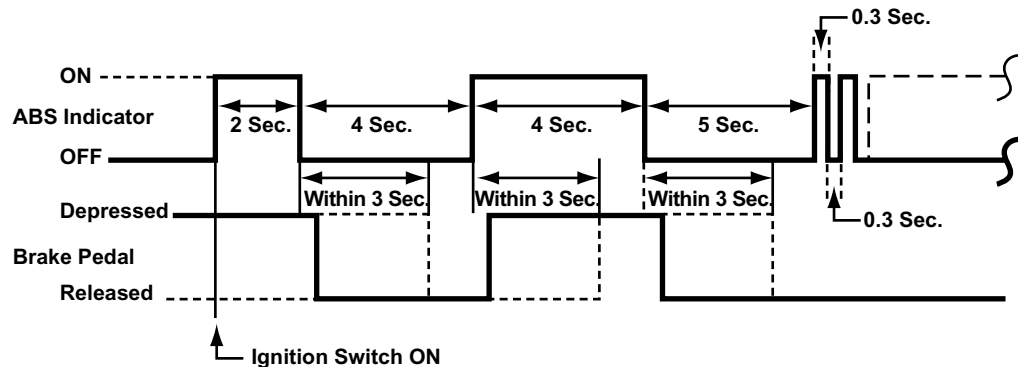 0.3 Sec.
ON
ABS Indicator
2 Sec.
4 Sec.
4 Sec.
5 Sec.
OFF
Within 3 Sec.
Within 3 Sec.
Within 3 Sec.
Depressed
0.3 Sec.
Brake Pedal
Released
Ignition Switch ON